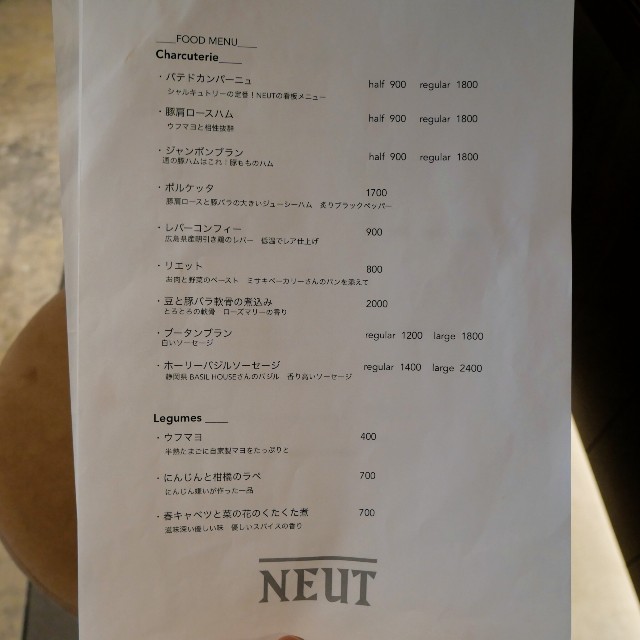 ___FOOD MENU___
Charcuterie____
・パテドカンパーニュ half 900 regular 1800
シャルキュトリーの定番！NEUTの看板メニュー
・豚肩ロースハム half 900 regular 1800
ウフマヨと相性抜群
・ジャンボンブラン half 900 regular 1800
道の豚ハムはこれ！豚もものハム
・ポルケッタ 1700
豚肩ロースと豚バラの大きいジューシーハム 炙りブラックペッパー
・レバーコンフィー 900
広島県産朝引き鶏のレバー 低温でレア仕上げ
・リエット 800
お肉と野菜のペースト ミサキベーカリーさんのパンを添えて
・豆と豚バラ軟骨の煮込み 2000
とろとろの軟骨 ローズマリーの香り
・ブータンブラン regular 1200 large 1800
白いソーセージ
・ホーリーバジルソーセージ regular 1400 large 2400
静岡県 BASIL HOUSEさんのバジル 香り高いソーセージ
Legumes ____
・ウフマヨ 400
半熟たまごに自家製マヨをたっぷりと
・にんじんと柑橘のラペ 700
にんじん嫌いが作った一品
・春キャベツと菜の花のくたくた煮 700
滋味深い優しい味 優しいスパイスの香り
NEUT